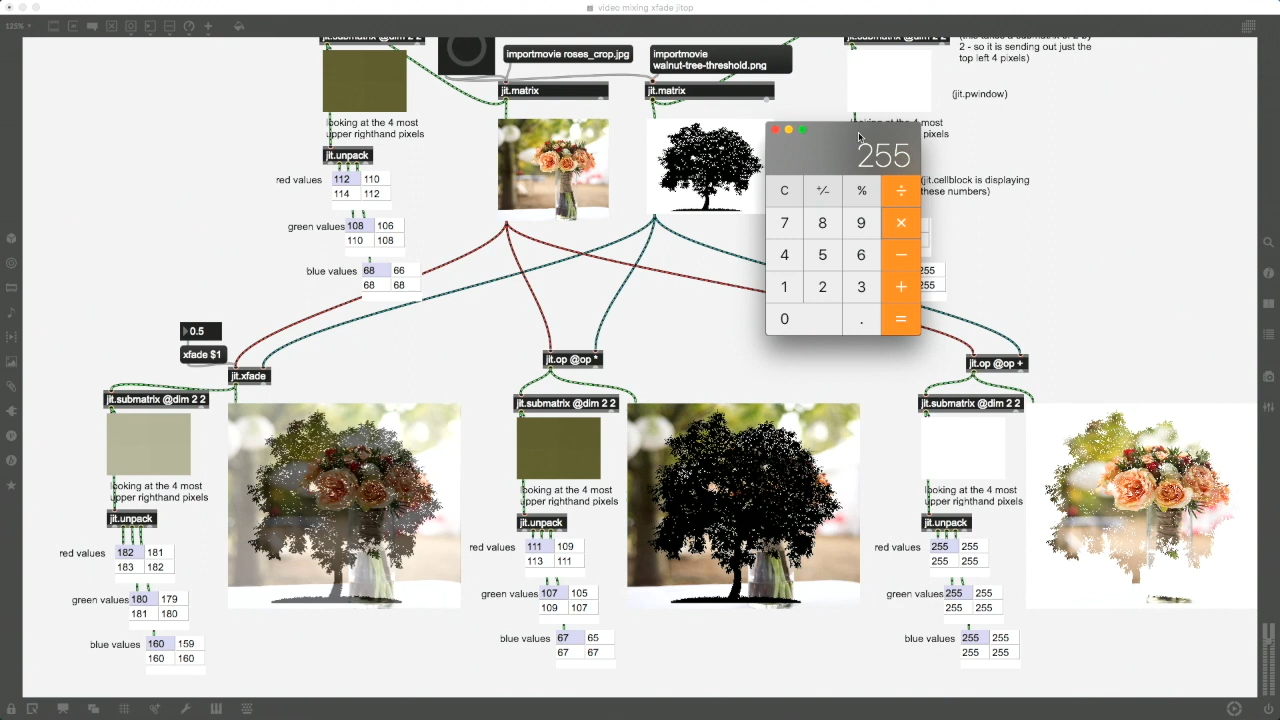 video mixing xfade jitop
125%
jit.submatrix @dim 2 2
importmovie roses_crop.jpg
importmovie
walnut-tree-threshold.png
jit.submatrix @dim 2 2
2 - so it is sending out just the
top left 4 pixels)
jit.matrix
jit.matrix
(jit.pwindow)
looking at the 4 most
upper righthand pixels
looking at the 4 most
pixels
255
jit.unpack
red values
112 110
114 112
(jit.cellblock is displaying
these numbers)
C +/- % ÷
7 8 9 ×
4 5 6 −
1 2 3 +
0 . =
green values
108 106
110 108
blue values
68 66
68 68
255
255
0.5
xfade $1
jit.xfade
jit.op @op *
jit.op @op +
jit.submatrix @dim 2 2
jit.submatrix @dim 2 2
jit.submatrix @dim 2 2
looking at the 4 most
upper righthand pixels
looking at the 4 most
upper righthand pixels
looking at the 4 most
upper righthand pixels
jit.unpack
jit.unpack
jit.unpack
red values
182 181
183 182
red values
111 109
113 111
red values
255 255
255 255
green values
180 179
181 180
green values
107 105
109 107
green values
255 255
255 255
blue values
160 159
160 160
blue values
67 65
67 67
blue values
255 255
255 255